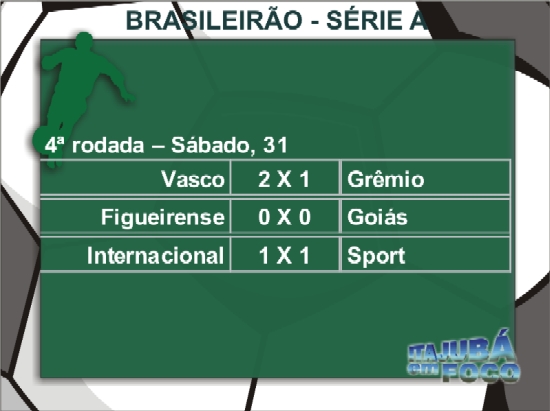 BRASILEIRÃO - SÉRIE A
4ª rodada – Sábado, 31
Vasco 2 X 1 Grêmio
Figueirense 0 X 0 Goiás
Internacional 1 X 1 Sport
ITAJUBÁ
em FOCO